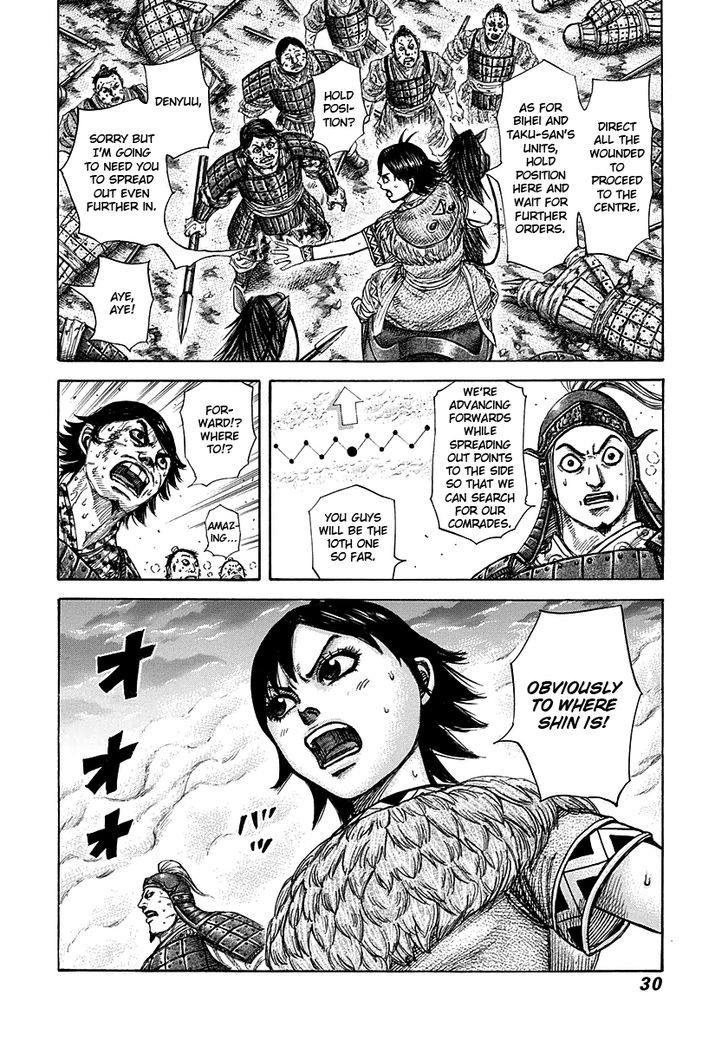 DIRECT
ALL THE
WOUNDED
TO
PROCEED
TO THE
CENTRE.
AS FOR
BIHEI AND
TAKU-SAN'S
UNITS,
HOLD
POSITION
HERE AND
WAIT FOR
FURTHER
ORDERS.
HOLD
POSI-
TION?
DENYUU,
SORRY BUT
I'M GOING
TO NEED YOU
TO SPREAD
OUT EVEN
FURTHER IN.
AYE,
AYE!
WE'RE
ADVANCING
FORWARDS
WHILE
SPREADING
OUT POINTS
TO THE SIDE
SO THAT WE
CAN SEARCH
FOR OUR
COMRADES.
YOU GUYS
WILL BE THE
10TH ONE
SO FAR.
FOR-
WARD!?
WHERE
TO!?
AMAZ-
ING...
OBVIOUSLY
TO WHERE
SHIN IS!
オオオ
30